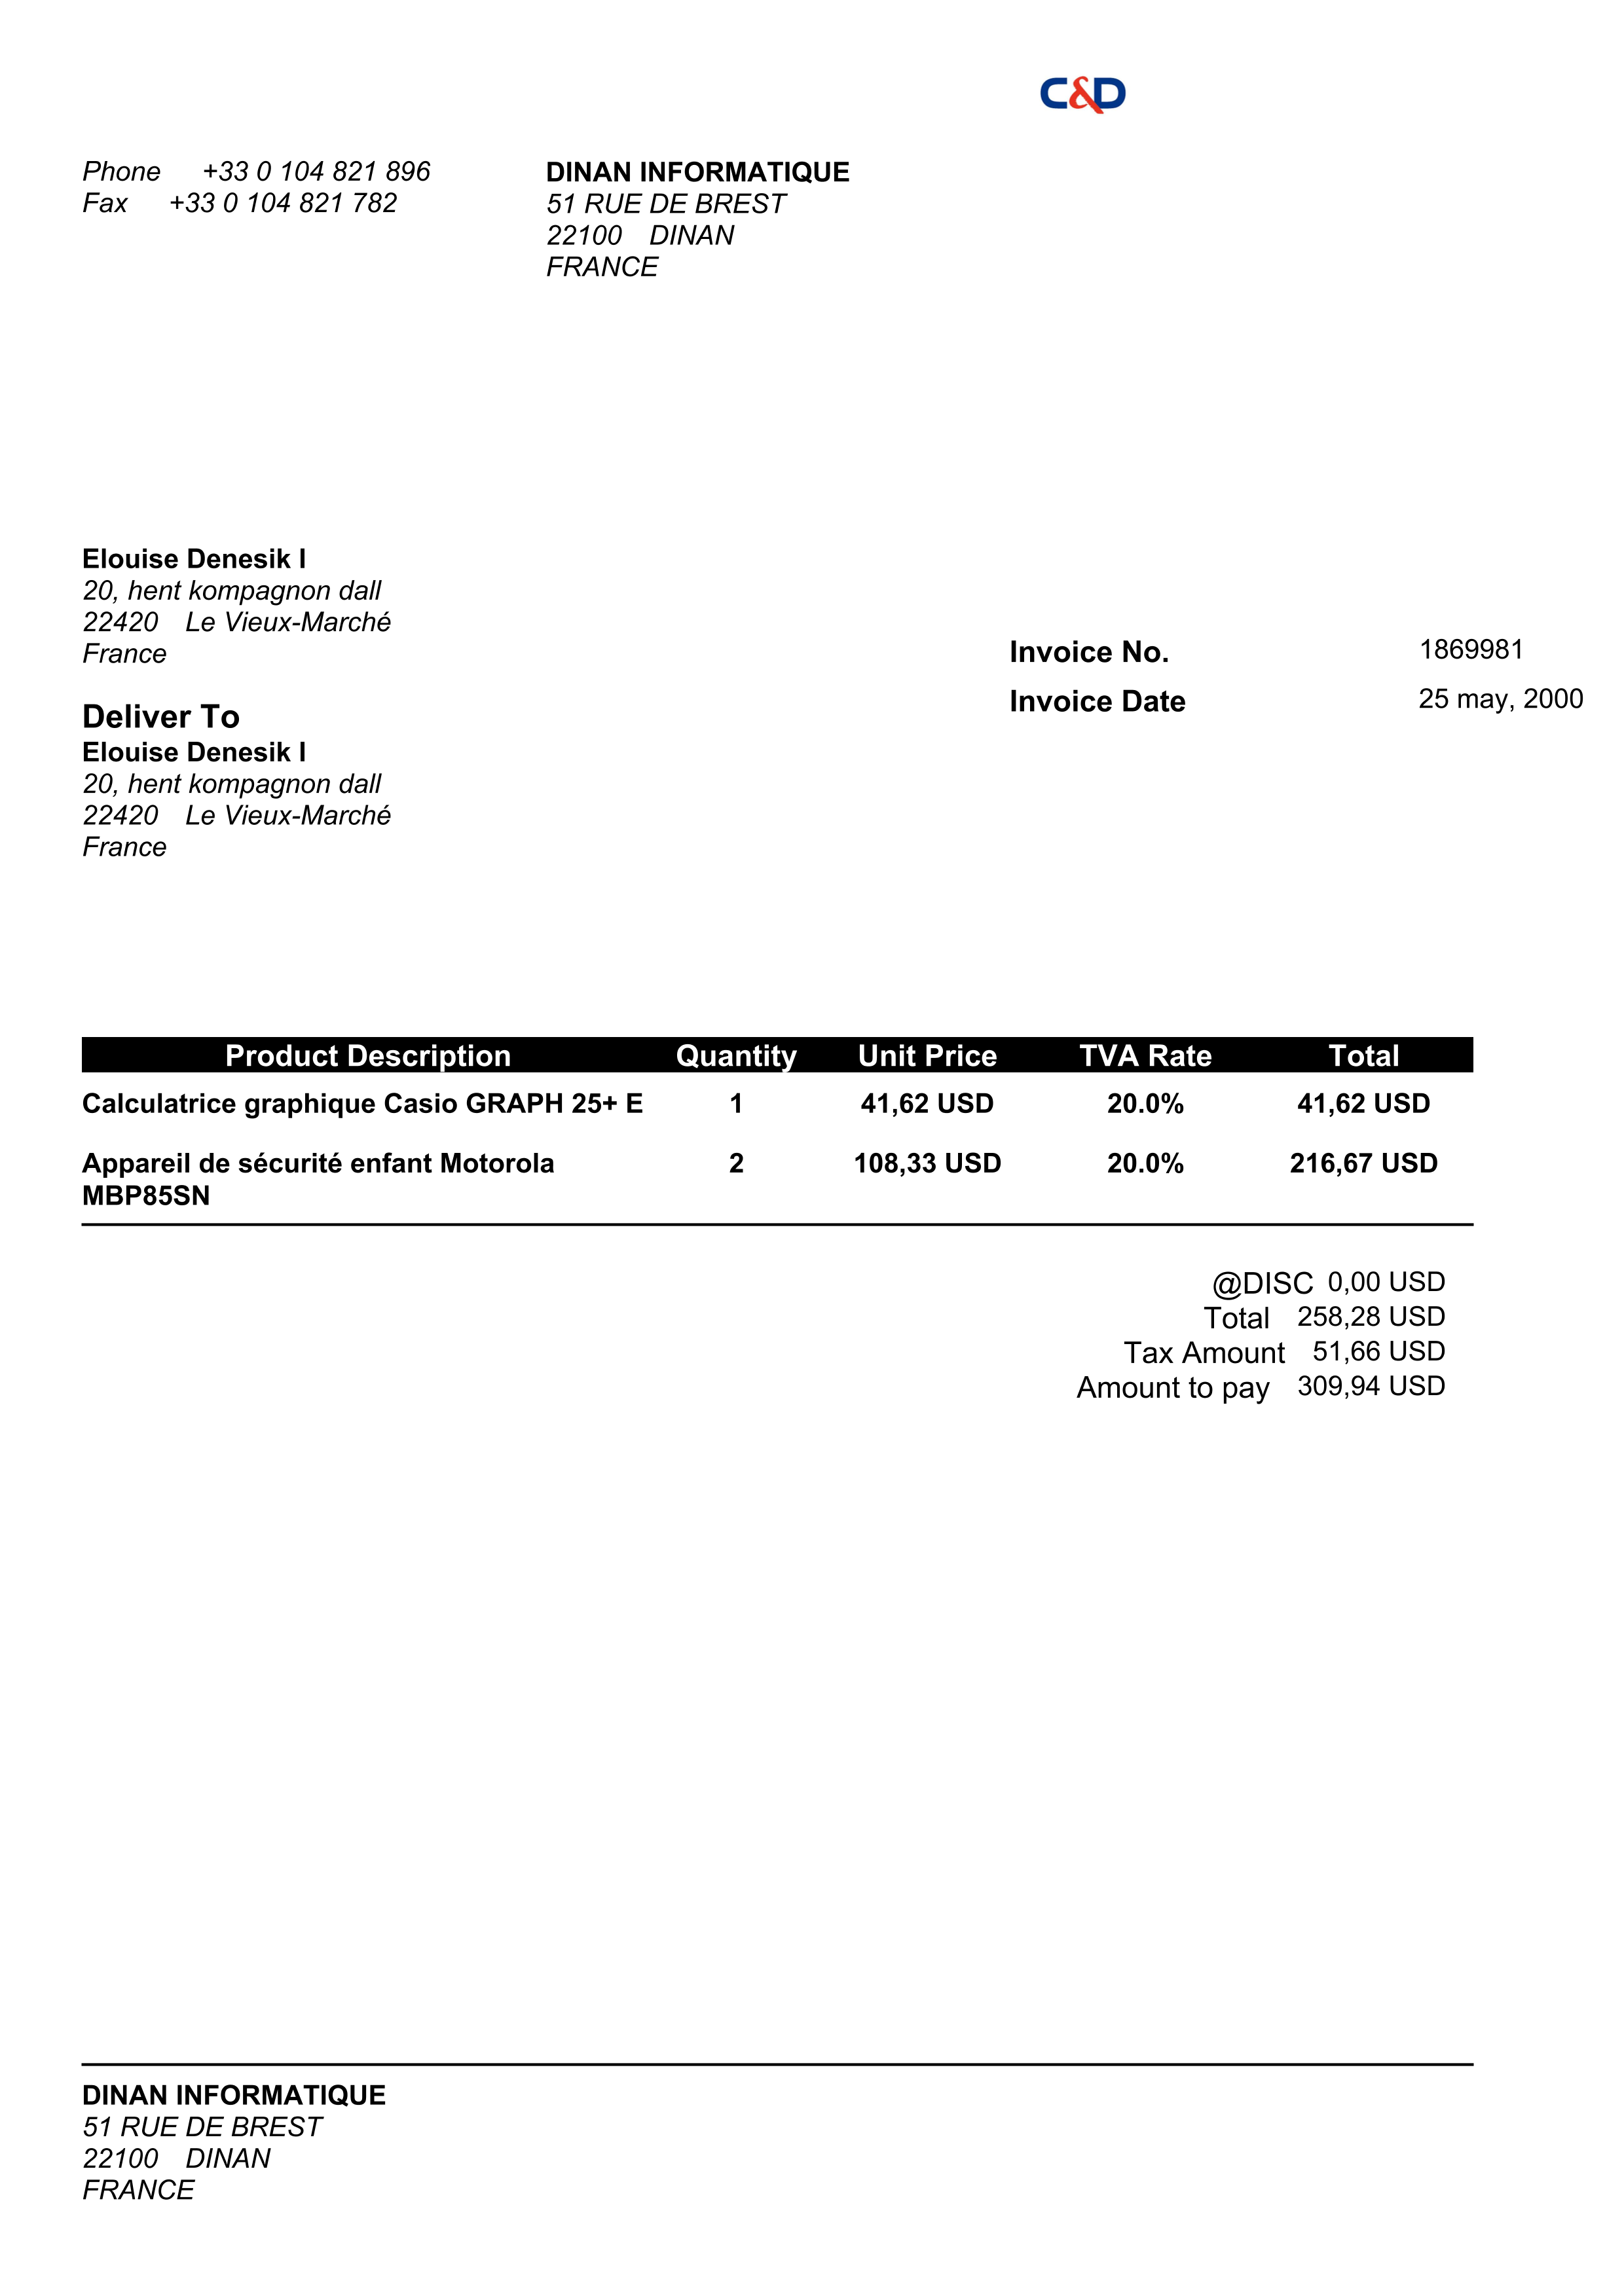 C&D
Phone +33 0 104 821 896
Fax +33 0 104 821 782
DINAN INFORMATIQUE
51 RUE DE BREST
22100 DINAN
FRANCE
Elouise Denesik I
20, hent kompagnon dall
22420 Le Vieux-Marché
France
Invoice No. 1869981
Invoice Date 25 may, 2000
Deliver To
Elouise Denesik I
20, hent kompagnon dall
22420 Le Vieux-Marché
France
Product Description Quantity Unit Price TVA Rate Total
Calculatrice graphique Casio GRAPH 25+ E 1 41,62 USD 20.0% 41,62 USD
Appareil de sécurité enfant Motorola 2 108,33 USD 20.0% 216,67 USD
MBP85SN
@DISC 0,00 USD
Total 258,28 USD
Tax Amount 51,66 USD
Amount to pay 309,94 USD
DINAN INFORMATIQUE
51 RUE DE BREST
22100 DINAN
FRANCE